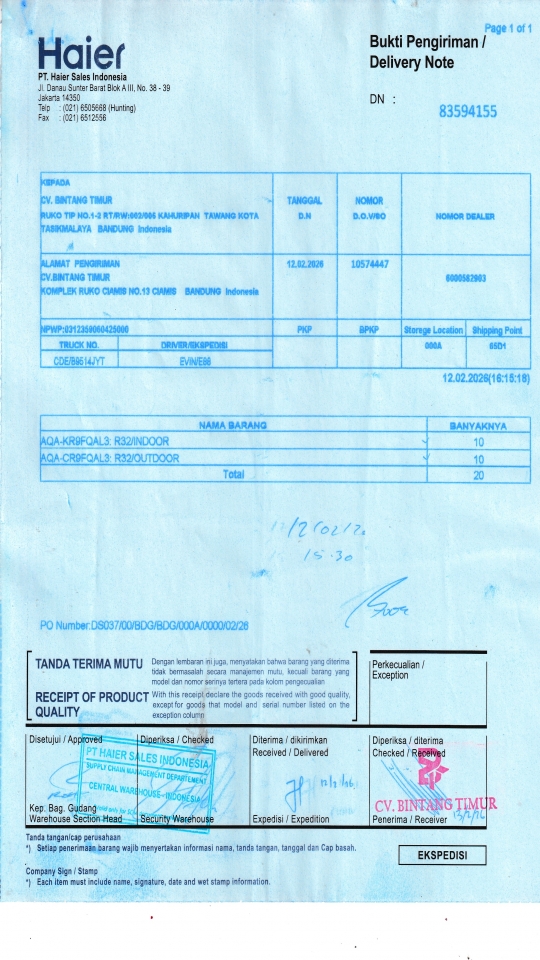 Page 1 of 1
Haier
PT. Haier Sales Indonesia
Jl. Danau Sunter Barat Blok A III, No. 38 - 39
Jakarta 14350
Telp : (021) 6505668 (Hunting)
Fax : (021) 6512556
Bukti Pengiriman /
Delivery Note
DN :
83594155
KEPADA
CV. BINTANG TIMUR
RUKO TIP NO.1-2 RT/RW:002/005 KAHURIPAN TAWANG KOTA
TASIKMALAYA BANDUNG Indonesia
TANGGAL
D.N
NOMOR
D.O.V/SO
NOMOR DEALER
ALAMAT PENGIRIMAN
CV.BINTANG TIMUR
KOMPLEK RUKO CIAMIS NO.13 CIAMIS BANDUNG Indonesia
12.02.2026
10574447
6000582903
NPWP:0312359060425000
PKP
BPKP
Storege Location
Shipping Point
TRUCK NO.
DRIVER/EKSPEDISI
000A
65D1
CDE/B9514JYT
EVIN/E66
12.02.2026(16:15:18)
NAMA BARANG
BANYAKNYA
AQA-KR9FQAL3: R32/INDOOR
10
AQA-CR9FQAL3: R32/OUTDOOR
10
Total
20
15.30
PO Number:DS037/00/BDG/BDG/000A/0000/02/26
TANDA TERIMA MUTU
Dengan lembaran ini juga, menyatakan bahwa barang yang diterima
tidak bermasalah secara manajemen mutu, kecuali barang yang
model dan nomor serinya tertera pada kolom pengecualian
RECEIPT OF PRODUCT
QUALITY
With this receipt declare the goods received with good quality,
except for goods that model and serial number listed on the
exception column
Perkecualian /
Exception
Disetujui / Approved
Diperiksa / Checked
Diterima / dikirimkan
Received / Delivered
Diperiksa / diterima
Checked / Received
PT HAIER SALES INDONESIA
SUPPLY CHAIN MANAGEMENT DEPARTEMENT
CENTRAL WAREHOUSE - INDONESIA
CV. BINTANG TIMUR
13/2/26
Kep. Bag. Gudang
Warehouse Section Head
Security Warehouse
Expedisi / Expedition
Penerima / Receiver
Tanda tangan/cap perusahaan
*) Setiap penerimaan barang wajib menyertakan informasi nama, tanda tangan, tanggal dan Cap basah.
EKSPEDISI
Company Sign / Stamp
*) Each item must include name, signature, date and wet stamp information.